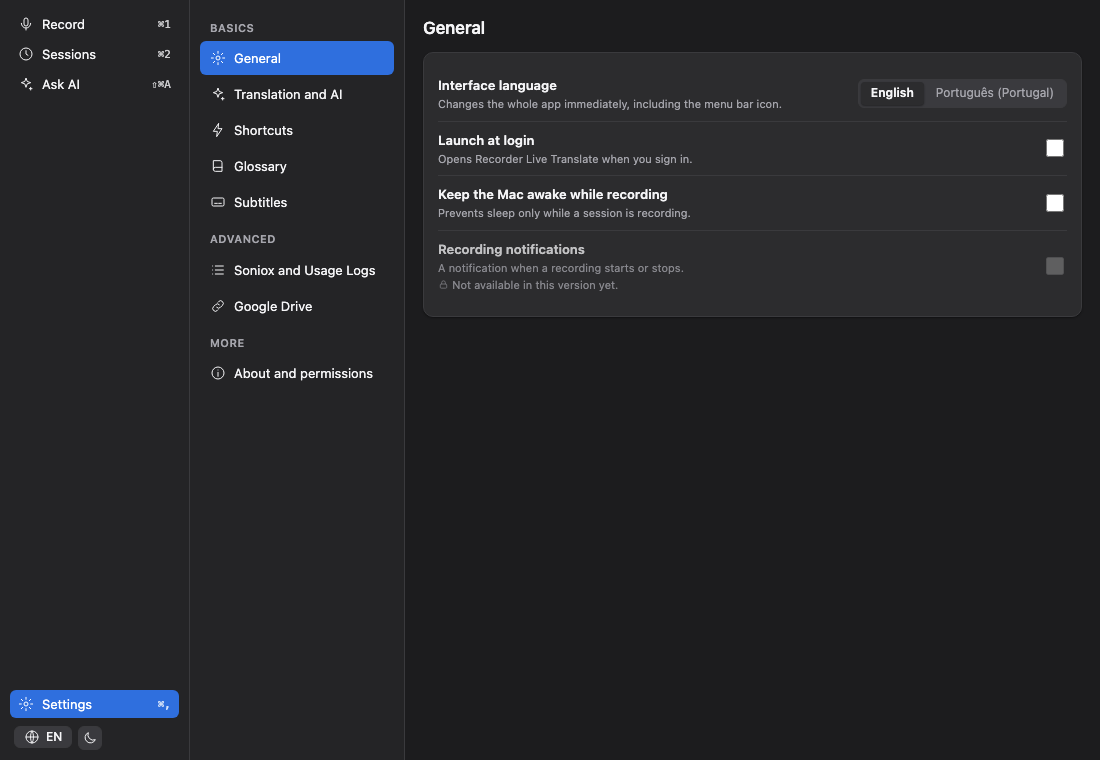 Record ⌘1
Sessions ⌘2
Ask AI ⇧⌘A
Settings ⌘,
EN
BASICS
General
Translation and AI
Shortcuts
Glossary
Subtitles
ADVANCED
Soniox and Usage Logs
Google Drive
MORE
About and permissions
General
Interface language
Changes the whole app immediately, including the menu bar icon.
English Português (Portugal)
Launch at login
Opens Recorder Live Translate when you sign in.
Keep the Mac awake while recording
Prevents sleep only while a session is recording.
Recording notifications
A notification when a recording starts or stops.
Not available in this version yet.